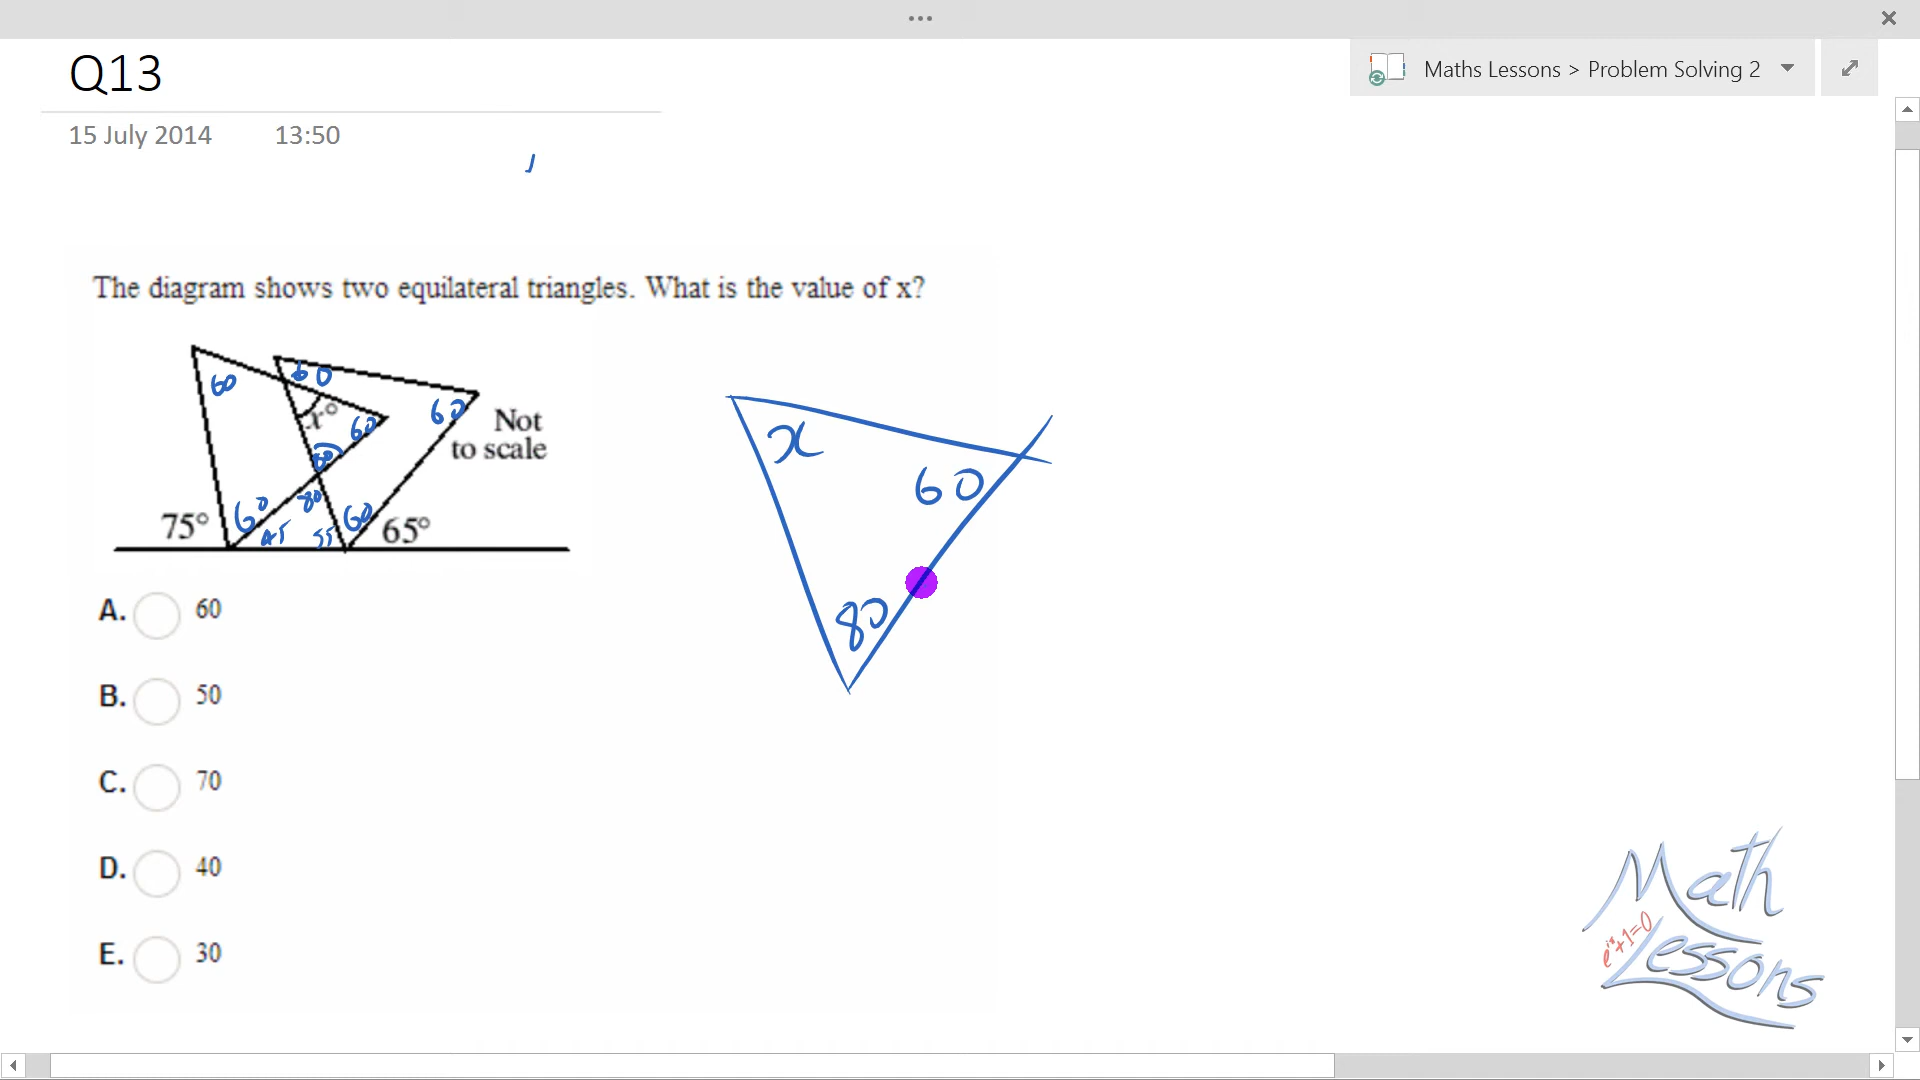 Q13
Maths Lessons > Problem Solving 2
15 July 2014 13:50
The diagram shows two equilateral triangles. What is the value of x?
60
60
x°
60
60
Not
to scale
80
80
60
60
45
55
75°
65°
x
60
80
A. 60
B. 50
C. 70
D. 40
E. 30
Math
Lessons